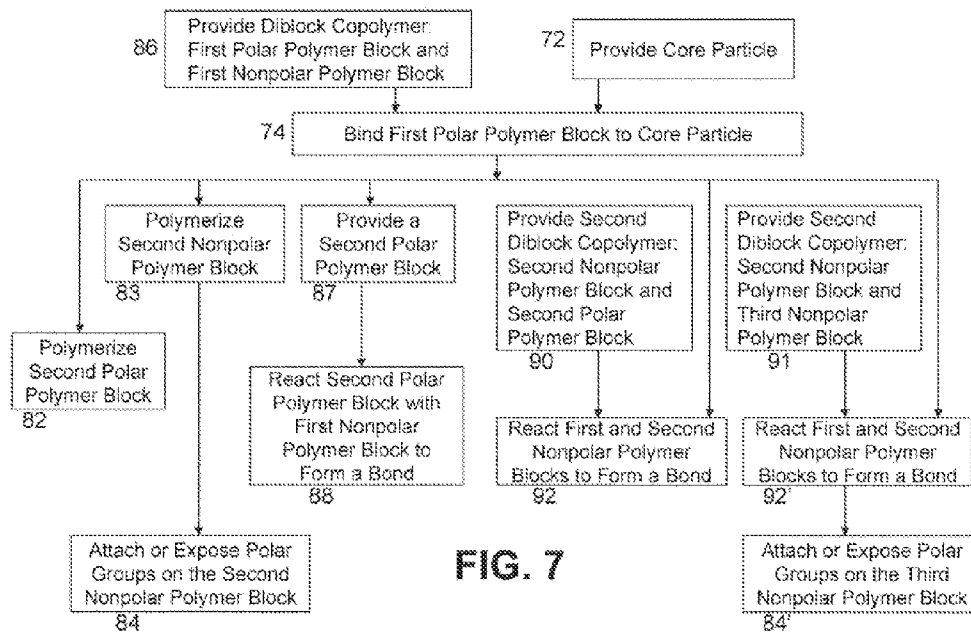 86
Provide Diblock Copolymer:
First Polar Polymer Block and
First Nonpolar Polymer Block
72
Provide Core Particle
74
Bind First Polar Polymer Block to Core Particle
Polymerize
Second Nonpolar
Polymer Block
83
Provide a
Second Polar
Polymer Block
87
Provide Second
Diblock Copolymer:
Second Nonpolar
Polymer Block and
Second Polar
Polymer Block
90
Provide Second
Diblock Copolymer:
Second Nonpolar
Polymer Block and
Third Nonpolar
Polymer Block
91
Polymerize
Second Polar
Polymer Block
82
React Second Polar
Polymer Block with
First Nonpolar
Polymer Block to
Form a Bond
88
React First and Second
Nonpolar Polymer
Blocks to Form a Bond
92
React First and Second
Nonpolar Polymer
Blocks to Form a Bond
92'
Attach or Expose Polar
Groups on the Second
Nonpolar Polymer Block
84
FIG. 7
Attach or Expose Polar
Groups on the Third
Nonpolar Polymer Block
84'